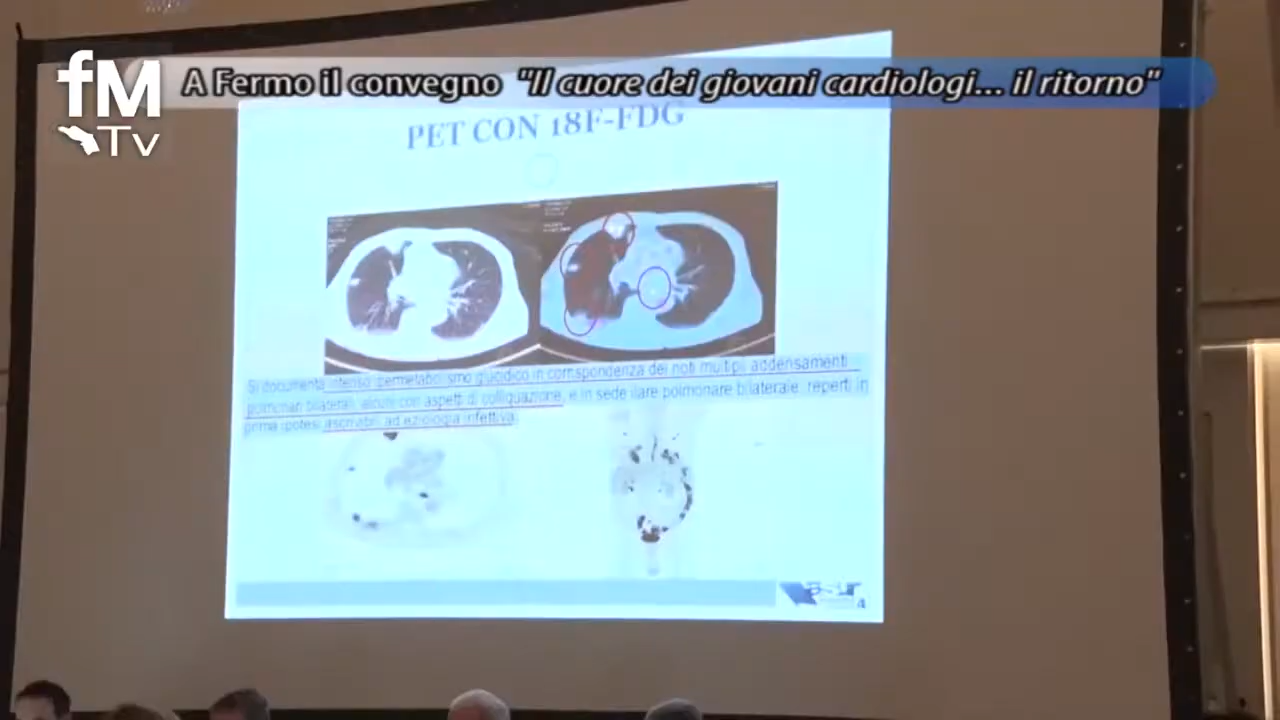 fM
Tv
A Fermo il convegno "Il cuore dei giovani cardiologi... il ritorno"
PET CON 18F-FDG
Si documenta intenso ipermetabolismo glucidico in corrispondenza dei noti multipli addensamenti
polmonari bilaterali, alcuni con aspetti di colliquazione, e in sede ilare polmonare bilaterale, reperti in
prima ipotesi ascrivibili ad eziologia infettiva.
4